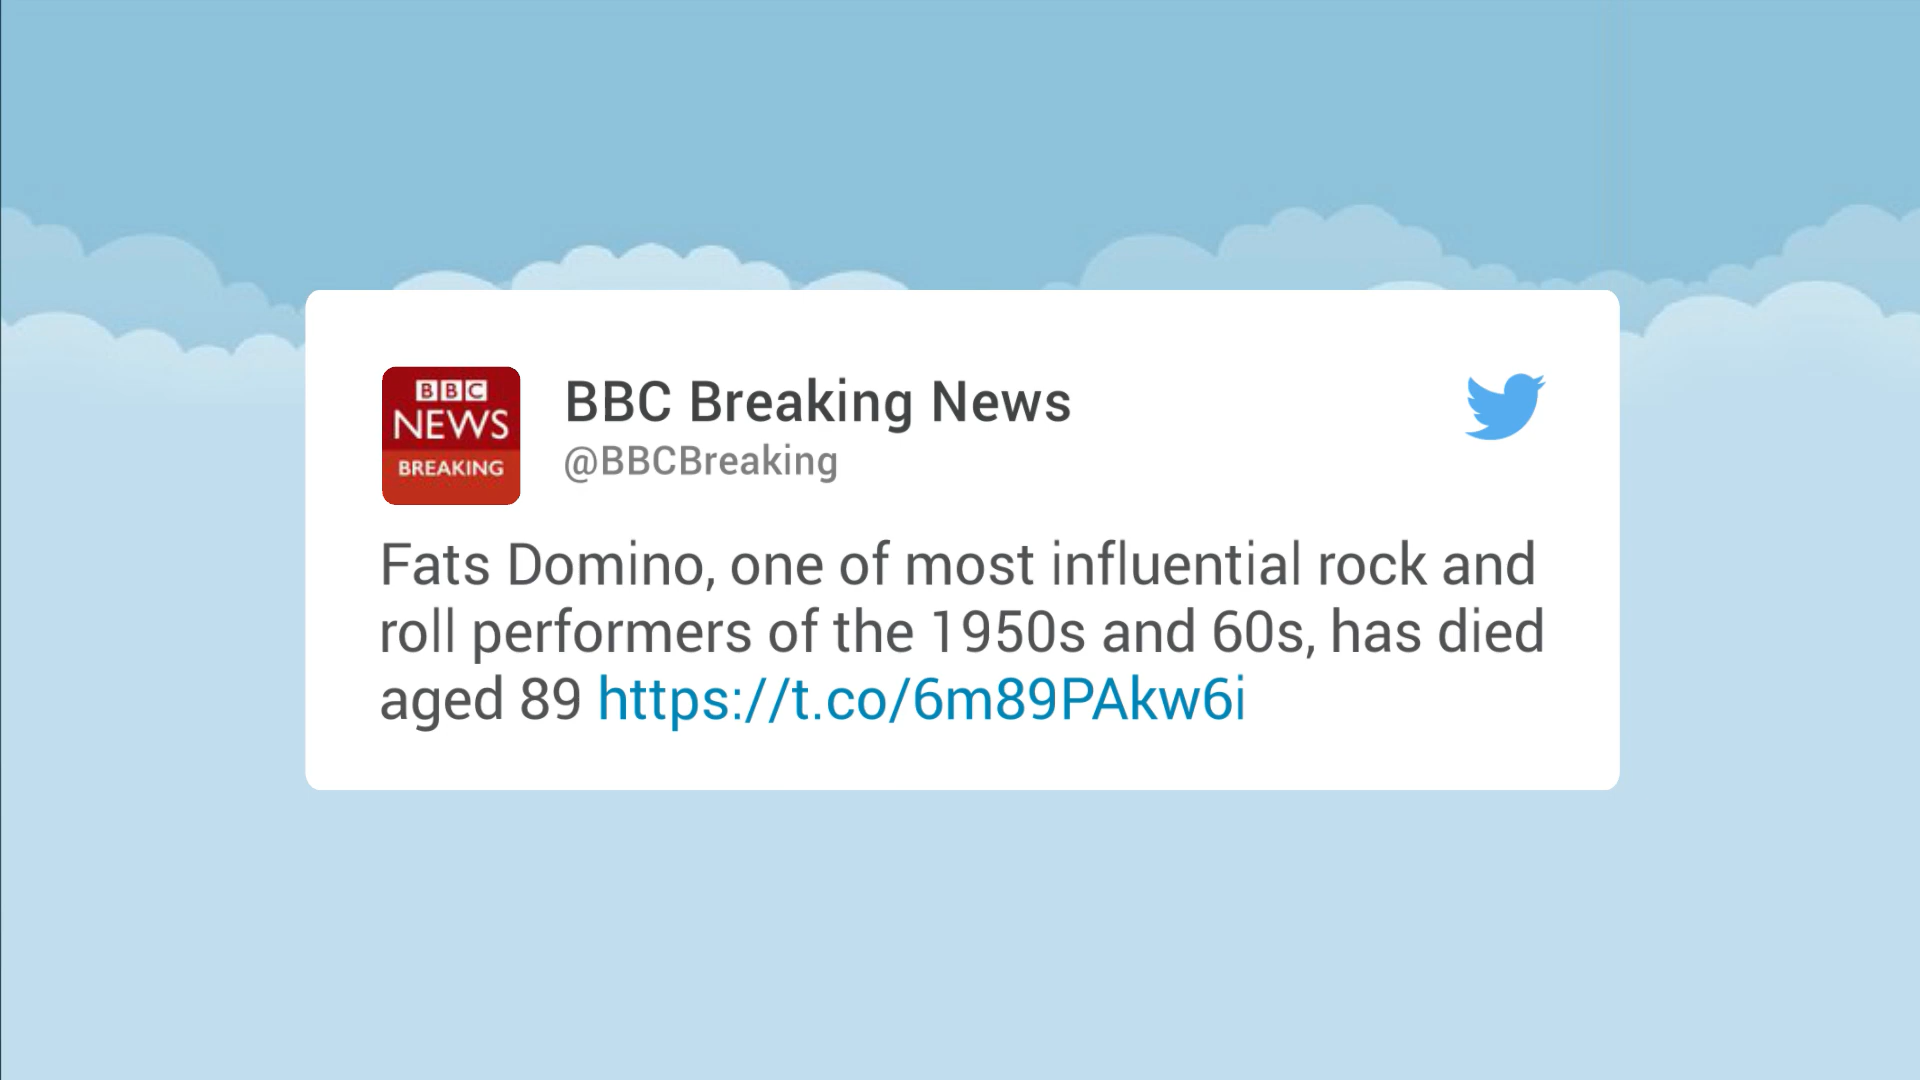 BBC
NEWS
BREAKING
BBC Breaking News
@BBCBreaking
Fats Domino, one of most influential rock and
roll performers of the 1950s and 60s, has died
aged 89 https://t.co/6m89PAkw6i